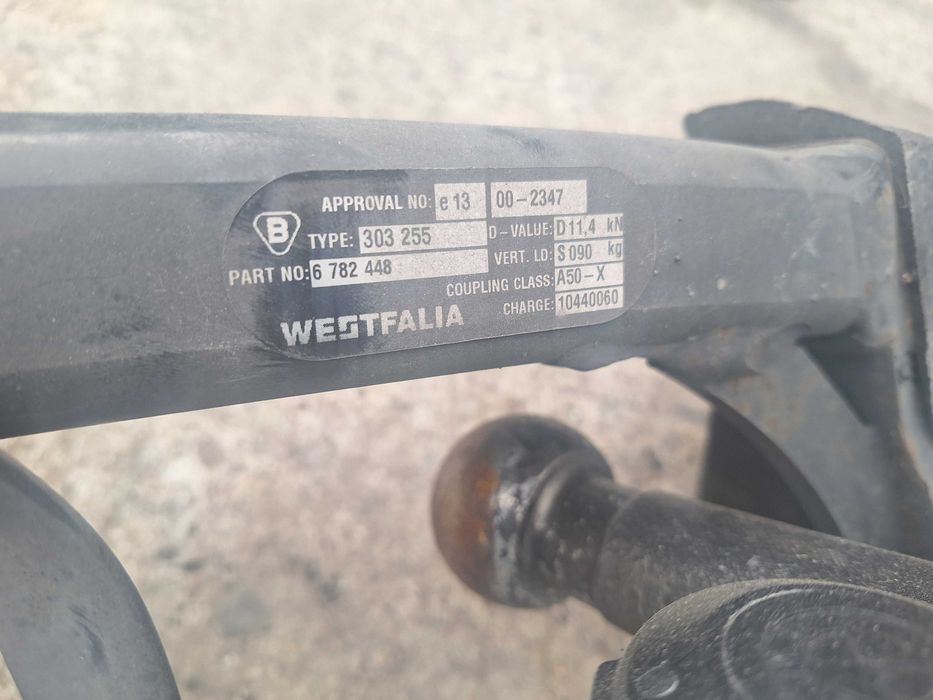 APPROVAL NO: e 13 00-2347
B
TYPE: 303 255 D-VALUE: D11,4 kN
PART NO: 6 782 448 VERT. LD: S 090 kg
COUPLING CLASS: A50-X
WESTFALIA CHARGE: 10440060